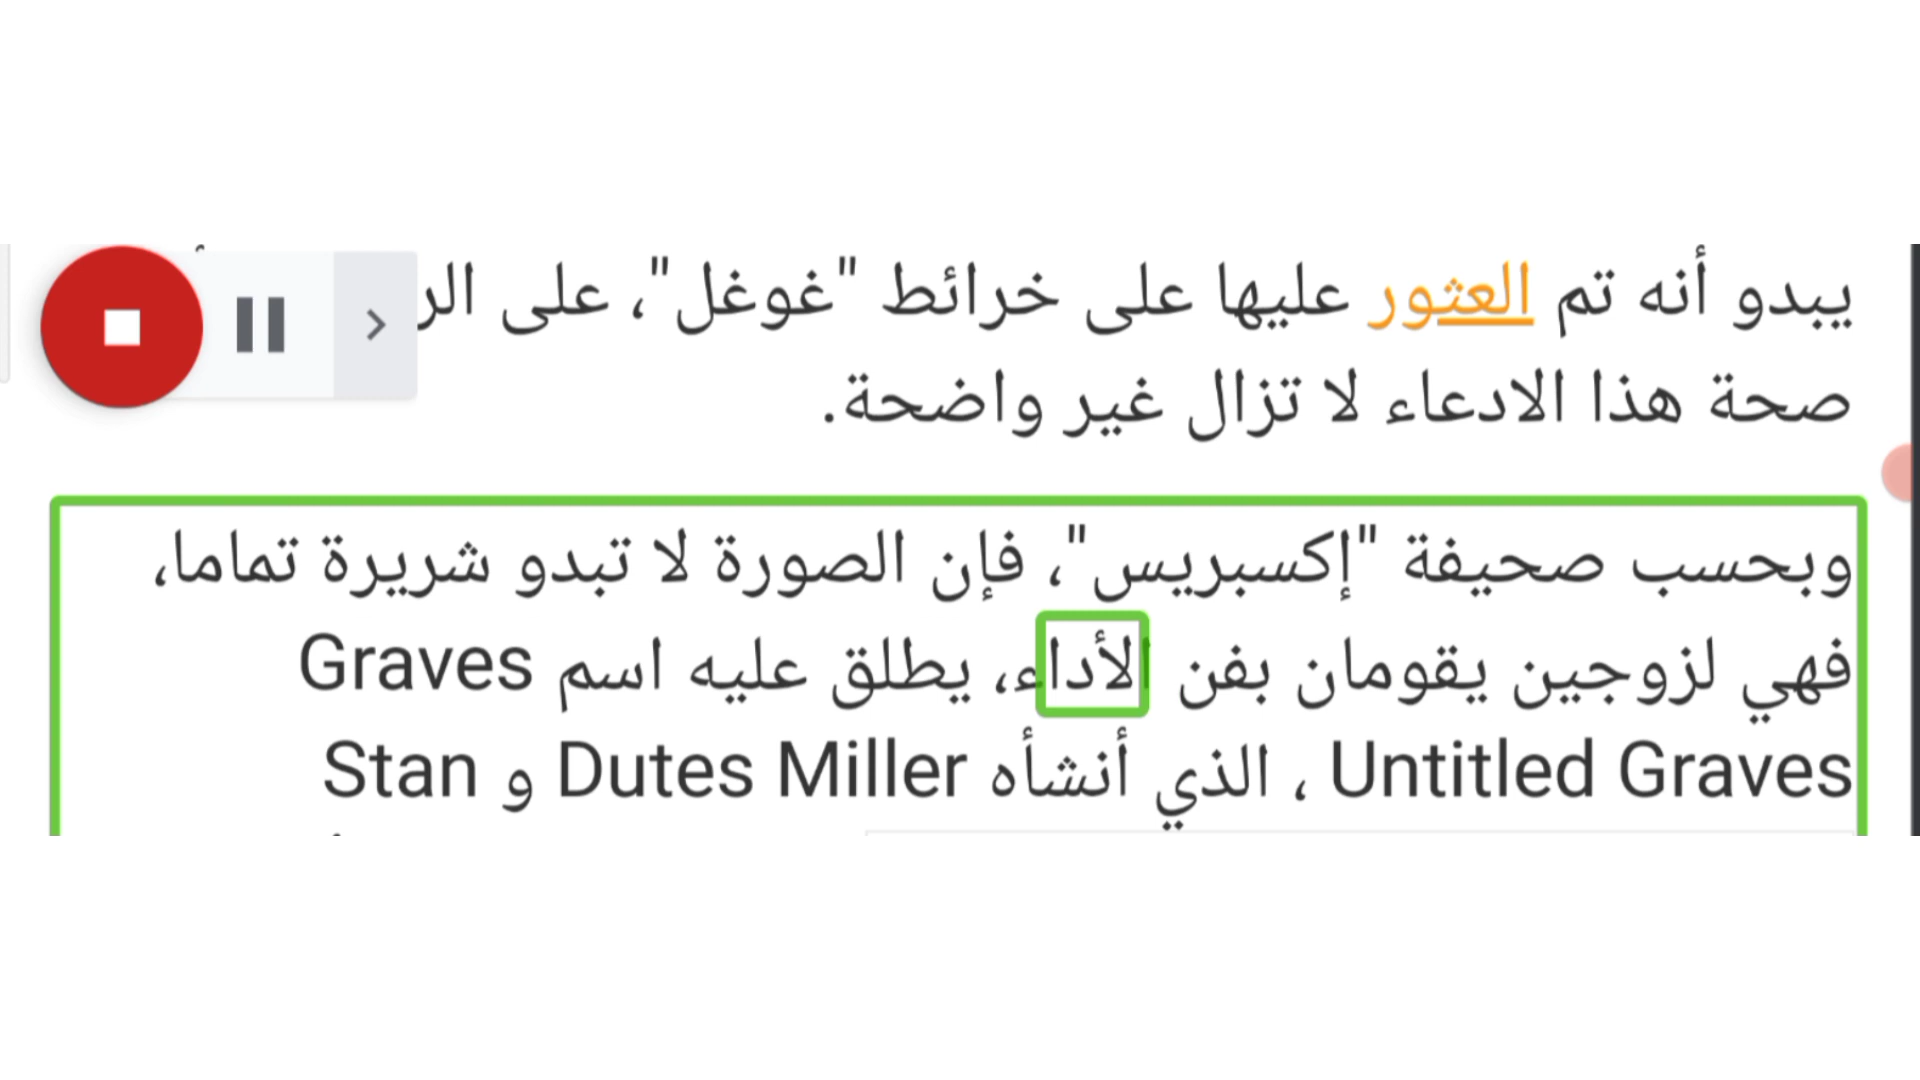 يبدو أنه تم العثور عليها على خرائط "غوغل"، على
صحة هذا الادعاء لا تزال غير واضحة.
وبحسب صحيفة "إكسبريس"، فإن الصورة لا تبدو شريرة تماما،
فهي لزوجين يقومان بفن الأداء، يطلق عليه اسم Graves
Untitled Graves ، الذي أنشأه Dutes Miller و Stan